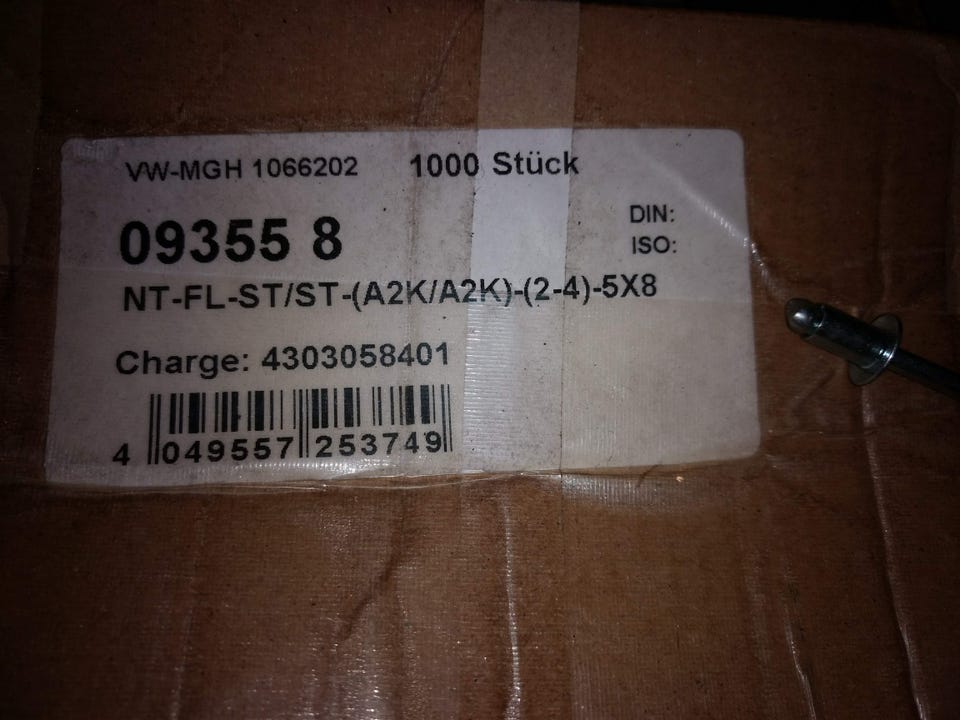 VW-MGH 1066202 1000 Stück
09355 8
DIN:
ISO:
NT-FL-ST/ST-(A2K/A2K)-(2-4)-5X8
Charge: 4303058401
4 049557 253749